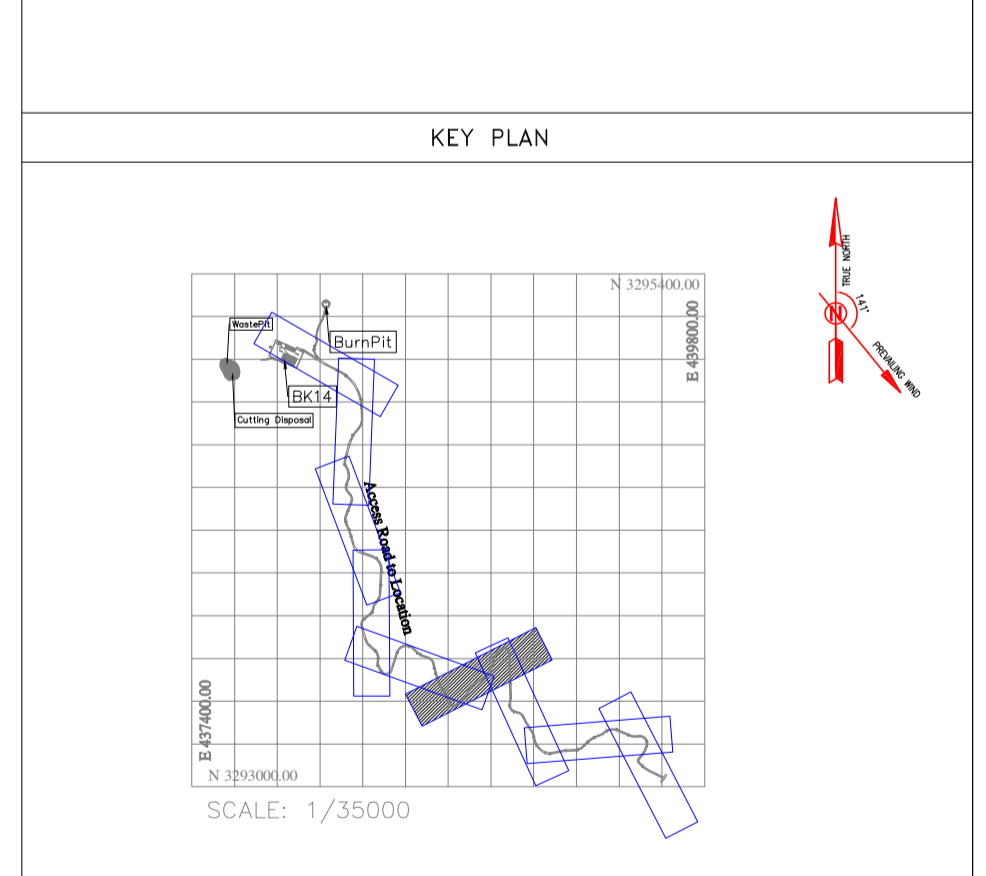 KEY PLAN
TRUE NORTH
N
141°
PREVAILING WIND
N 3295400.00
E 439800.00
WastePit
BurnPit
BK14
Cutting Disposal
Access Road to Location
E 437400.00
N 3293000.00
SCALE: 1/35000